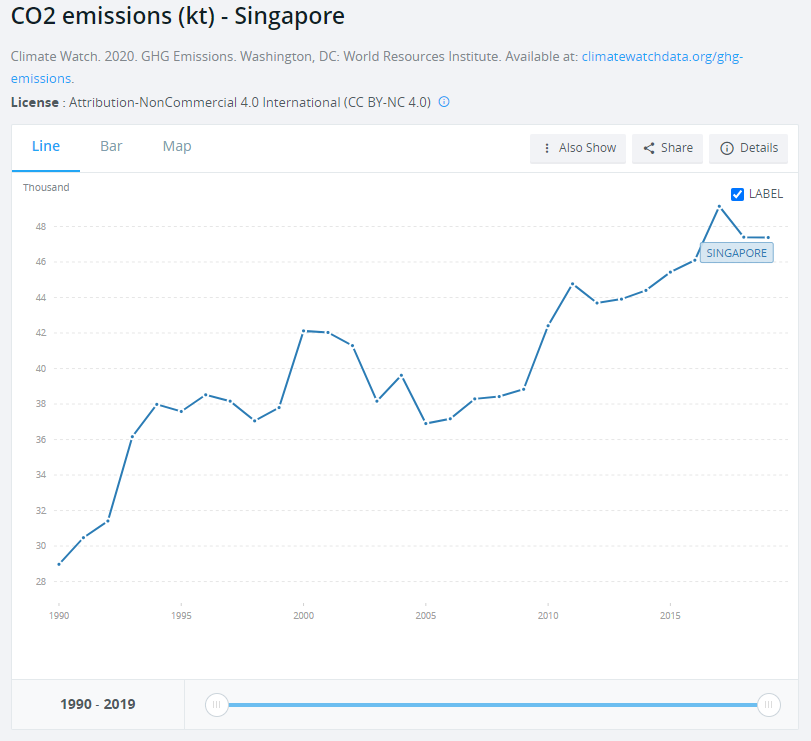 CO2 emissions (kt) - Singapore
Climate Watch. 2020. GHG Emissions. Washington, DC: World Resources Institute. Available at: climatewatchdata.org/ghg-
emissions.
License : Attribution-NonCommercial 4.0 International (CC BY-NC 4.0)
Line Bar Map Also Show Share Details
Thousand
LABEL
48
SINGAPORE
46
44
42
40
38
36
34
32
30
28
1990 1995 2000 2005 2010 2015
1990 - 2019